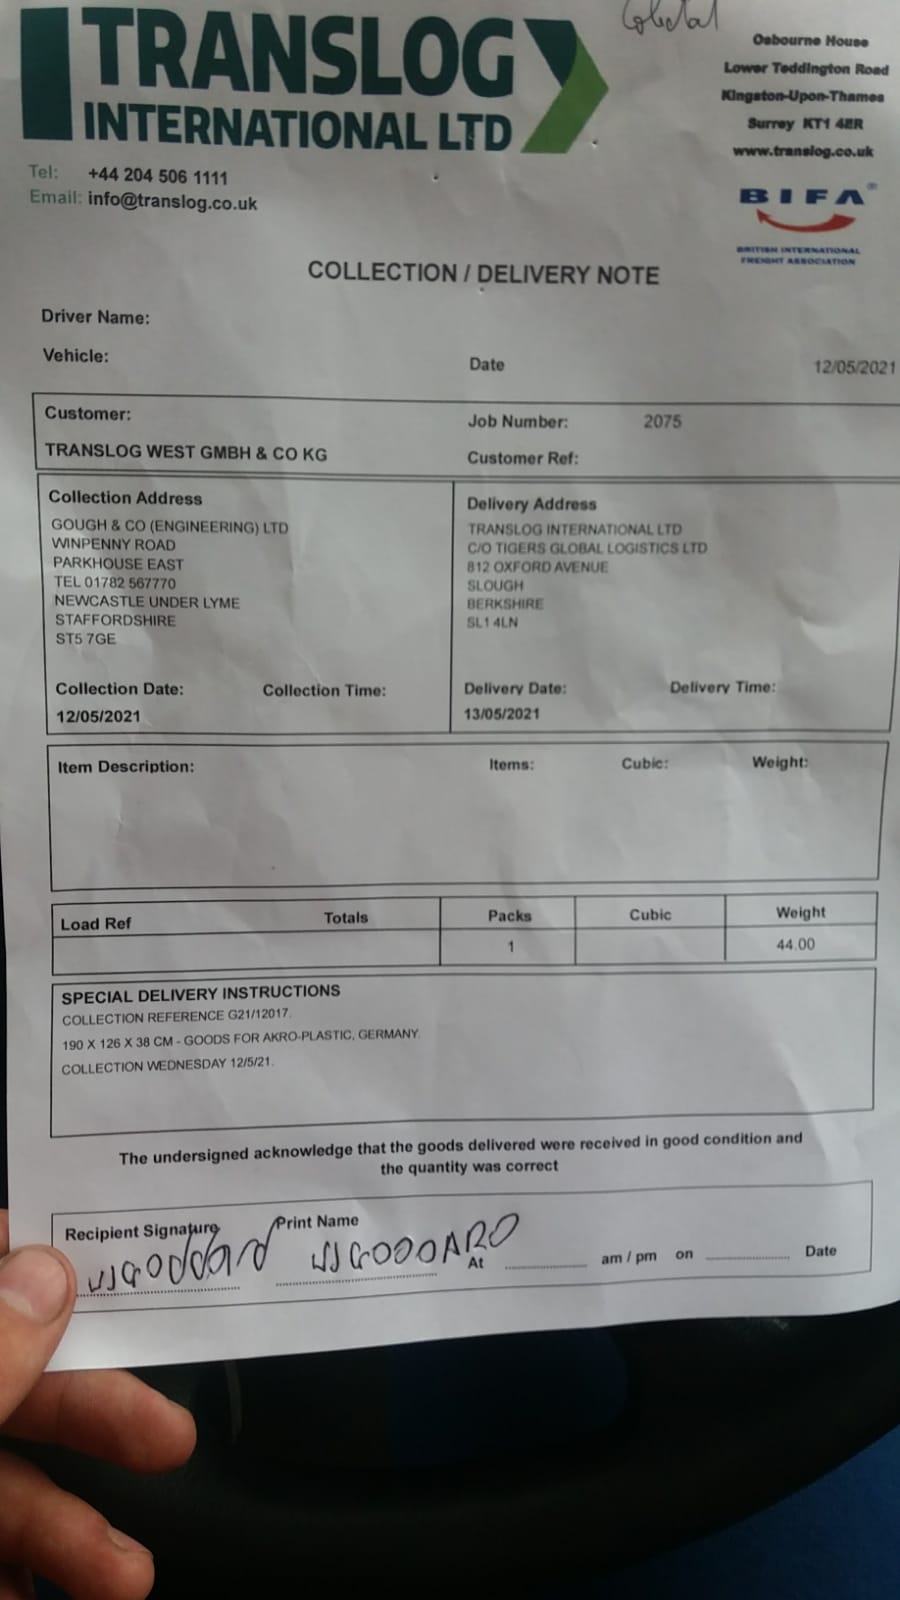 TRANSLOG
INTERNATIONAL LTD
Osbourne House
Lower Teddington Road
Kingston-Upon-Thames
Surrey KT1 4ER
www.translog.co.uk
Tel: +44 204 506 1111
Email: info@translog.co.uk
BIFA
BRITISH INTERNATIONAL
FREIGHT ASSOCIATION
COLLECTION / DELIVERY NOTE
Driver Name:
Vehicle:
Date 12/05/2021
Customer:
TRANSLOG WEST GMBH & CO KG
Job Number: 2075
Customer Ref:
Collection Address
GOUGH & CO (ENGINEERING) LTD
WINPENNY ROAD
PARKHOUSE EAST
TEL 01782 567770
NEWCASTLE UNDER LYME
STAFFORDSHIRE
ST5 7GE
Collection Date: Collection Time:
12/05/2021
Delivery Address
TRANSLOG INTERNATIONAL LTD
C/O TIGERS GLOBAL LOGISTICS LTD
812 OXFORD AVENUE
SLOUGH
BERKSHIRE
SL1 4LN
Delivery Date: Delivery Time:
13/05/2021
Item Description: Items: Cubic: Weight:
Load Ref Totals Packs Cubic Weight
1 44.00
SPECIAL DELIVERY INSTRUCTIONS
COLLECTION REFERENCE G21/12017.
190 X 126 X 38 CM - GOODS FOR AKRO-PLASTIC, GERMANY.
COLLECTION WEDNESDAY 12/5/21.
The undersigned acknowledge that the goods delivered were received in good condition and
the quantity was correct
Recipient Signature Print Name
At am / pm on Date